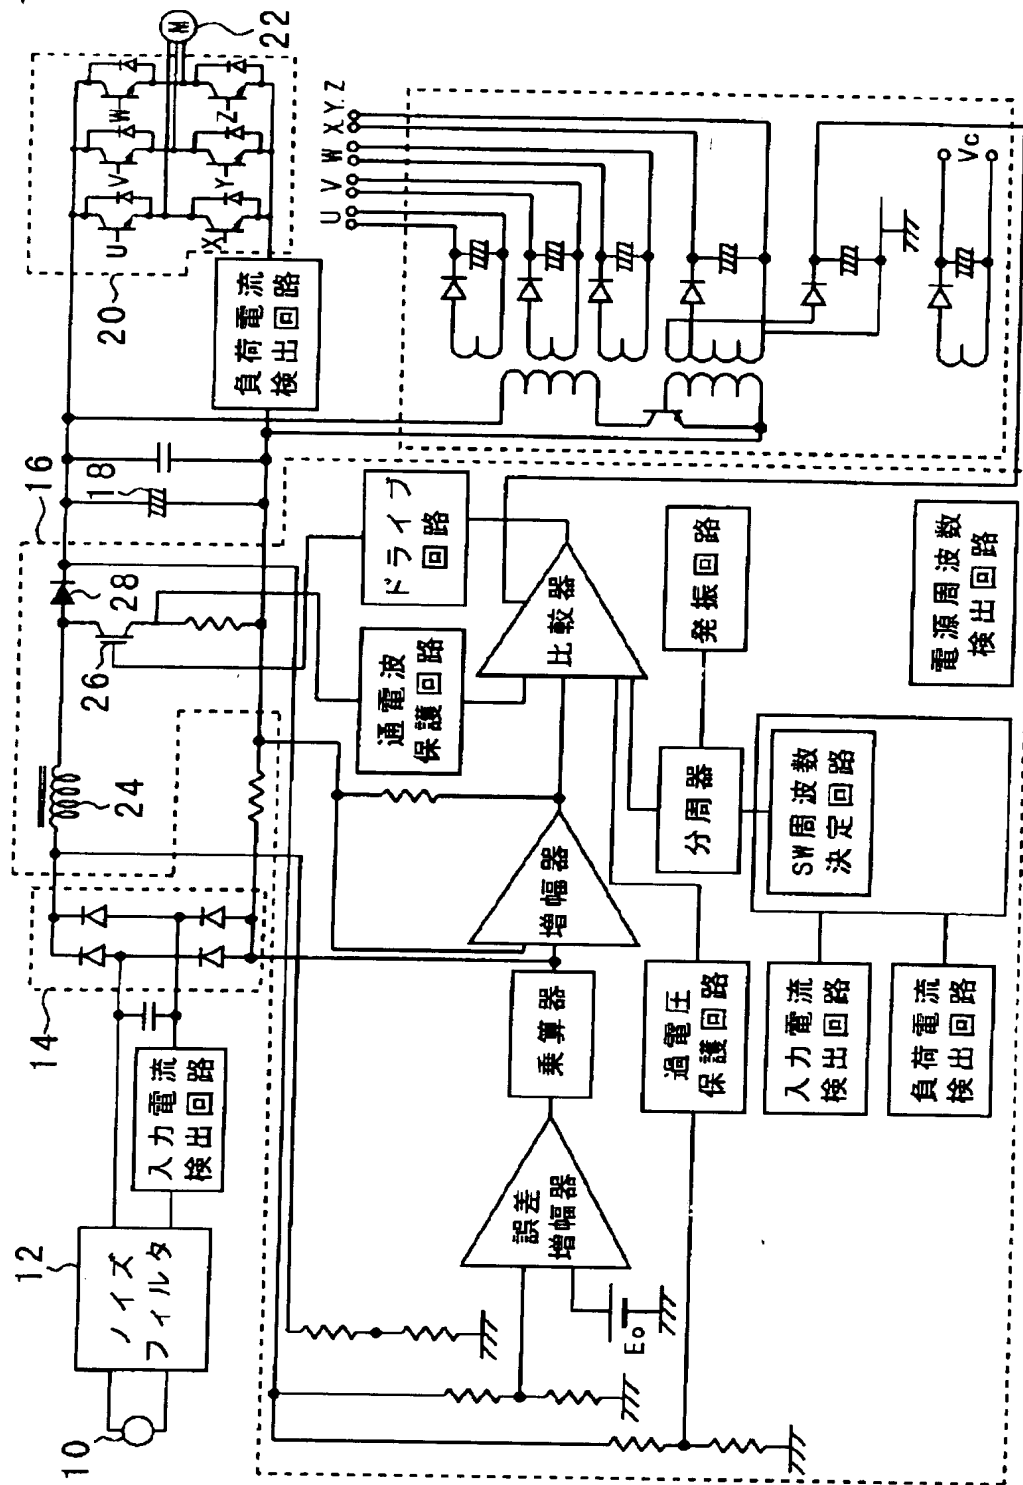 10
12
ノイズ
フィルタ
入力電流
検出回路
14
16
24
26
28
18
負荷電流
検出回路
20
U
V
W
X
Y
Z
M
22
U
V
W
X.Y.Z
Vc
通電波
保護回路
ドライブ
回路
誤差
増幅器
Eo
乗算器
増幅器
比較器
過電圧
保護回路
分周器
発振回路
SW周波数
決定回路
入力電流
検出回路
負荷電流
検出回路
電源周波数
検出回路